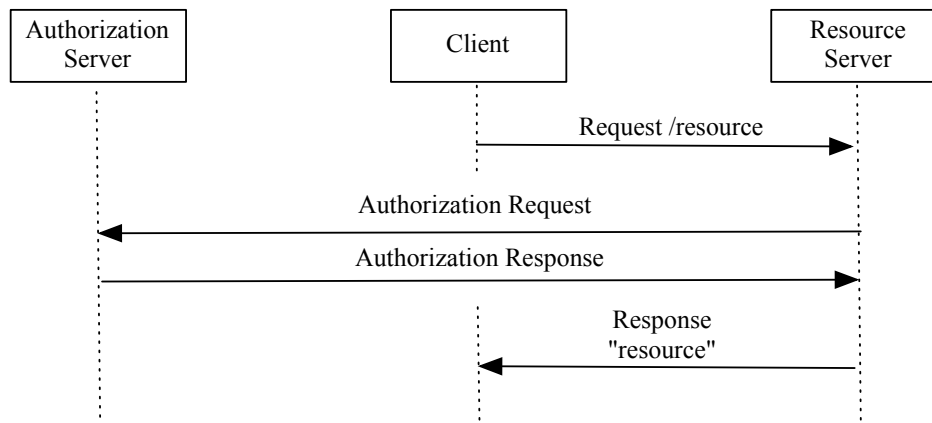 Authorization
Server
Client
Resource
Server
Request /resource
Authorization Request
Authorization Response
Response
"resource"